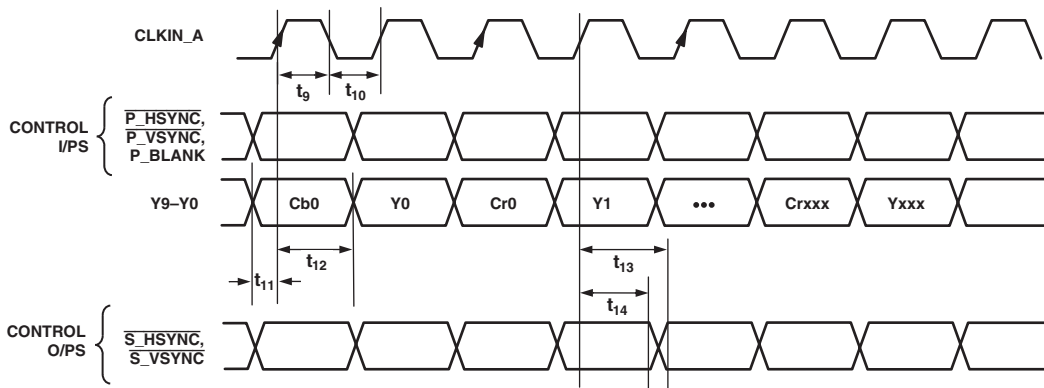 CLKIN_A
t9
t10
CONTROL
I/PS
P_HSYNC,
P_VSYNC,
P_BLANK
Y9–Y0
Cb0
Y0
Cr0
Y1
•••
Crxxx
Yxxx
t12
t13
t11
t14
CONTROL
O/PS
S_HSYNC,
S_VSYNC